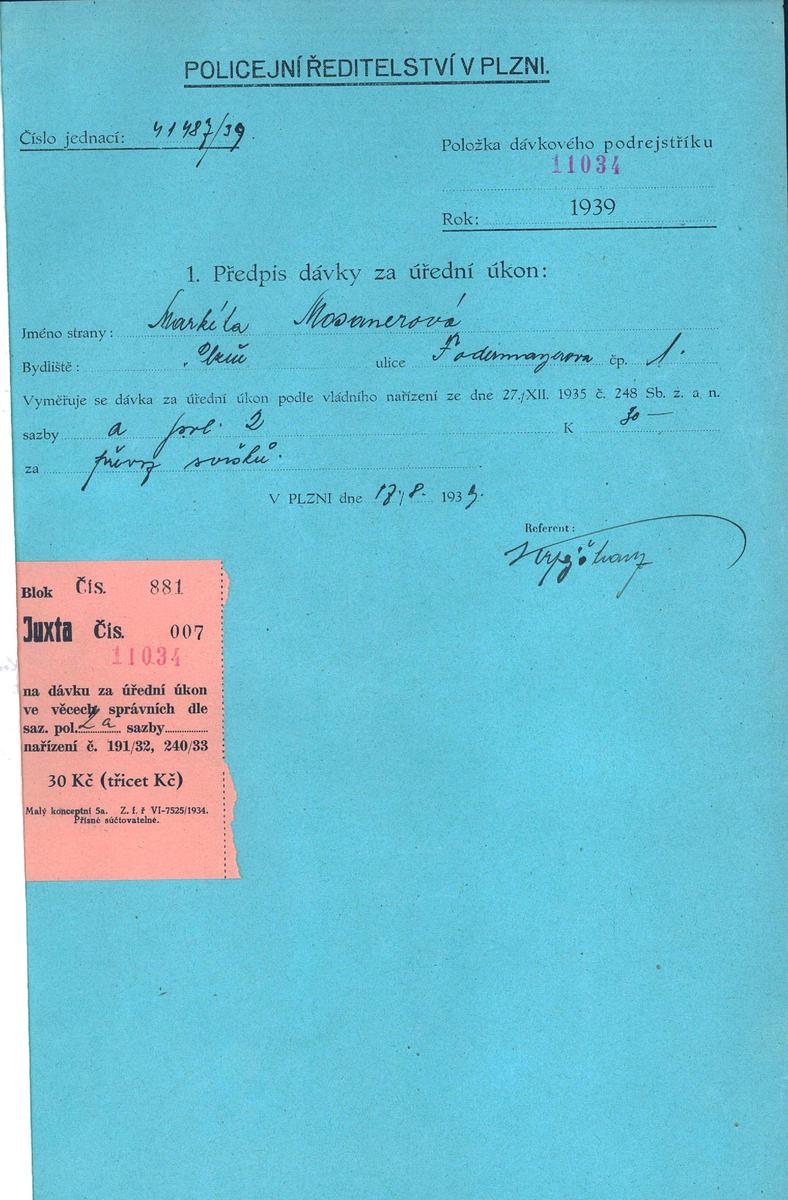 POLICEJNÍ ŘEDITELSTVÍ V PLZNI.
Číslo jednací: 41487/39.
Položka dávkového podrejstříku
11034
Rok: 1939
1. Předpis dávky za úřední úkon:
Jméno strany: Markéta Mosanerová
Bydliště: ulice Fodermayerova čp. 1.
Vyměřuje se dávka za úřední úkon podle vládního nařízení ze dne 27./XII. 1935 č. 248 Sb. z. a. n.
sazby a pol. 2 K 30 —
za převoz svršků.
V PLZNI dne 17./8. 1939.
Referent:
Blok Čís. 881
Juxta Čís. 007
11034
na dávku za úřední úkon
ve věcech správních dle
saz. pol. 2a sazby
nařízení č. 191/32, 240/33
30 Kč (třicet Kč)
Malý konceptní 5a. Z. f. ř VI-7525/1934.
Přísně súčtovatelné.